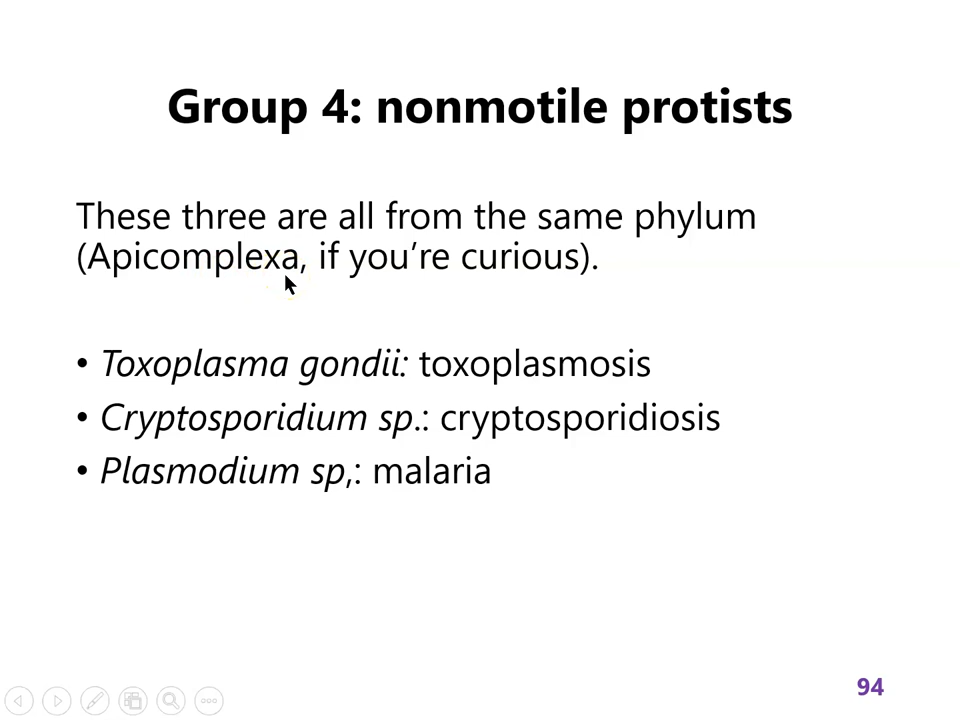 Group 4: nonmotile protists
These three are all from the same phylum
(Apicomplexa, if you’re curious).
• Toxoplasma gondii: toxoplasmosis
• Cryptosporidium sp.: cryptosporidiosis
• Plasmodium sp,: malaria
94